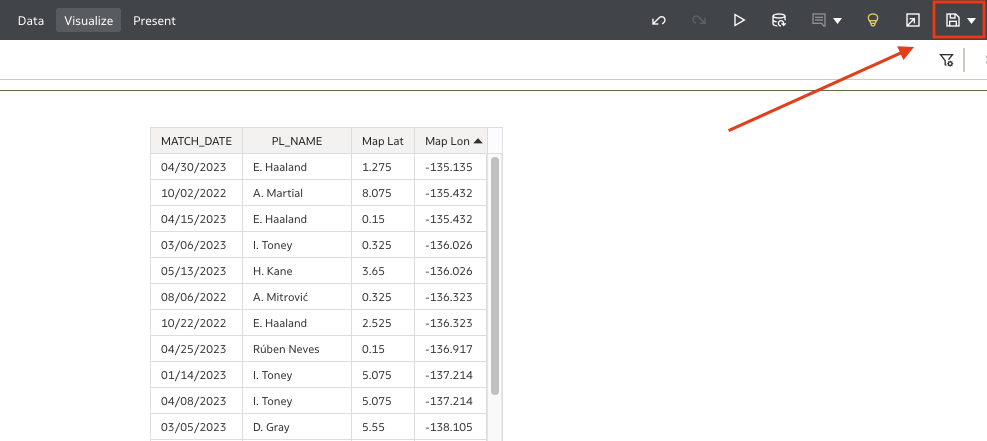 Data Visualize Present
MATCH_DATE PL_NAME Map Lat Map Lon
04/30/2023 E. Haaland 1.275 -135.135
10/02/2022 A. Martial 8.075 -135.432
04/15/2023 E. Haaland 0.15 -135.432
03/06/2023 I. Toney 0.325 -136.026
05/13/2023 H. Kane 3.65 -136.026
08/06/2022 A. Mitrović 0.325 -136.323
10/22/2022 E. Haaland 2.525 -136.323
04/25/2023 Rúben Neves 0.15 -136.917
01/14/2023 I. Toney 5.075 -137.214
04/08/2023 I. Toney 5.075 -137.214
03/05/2023 D. Gray 5.55 -138.105